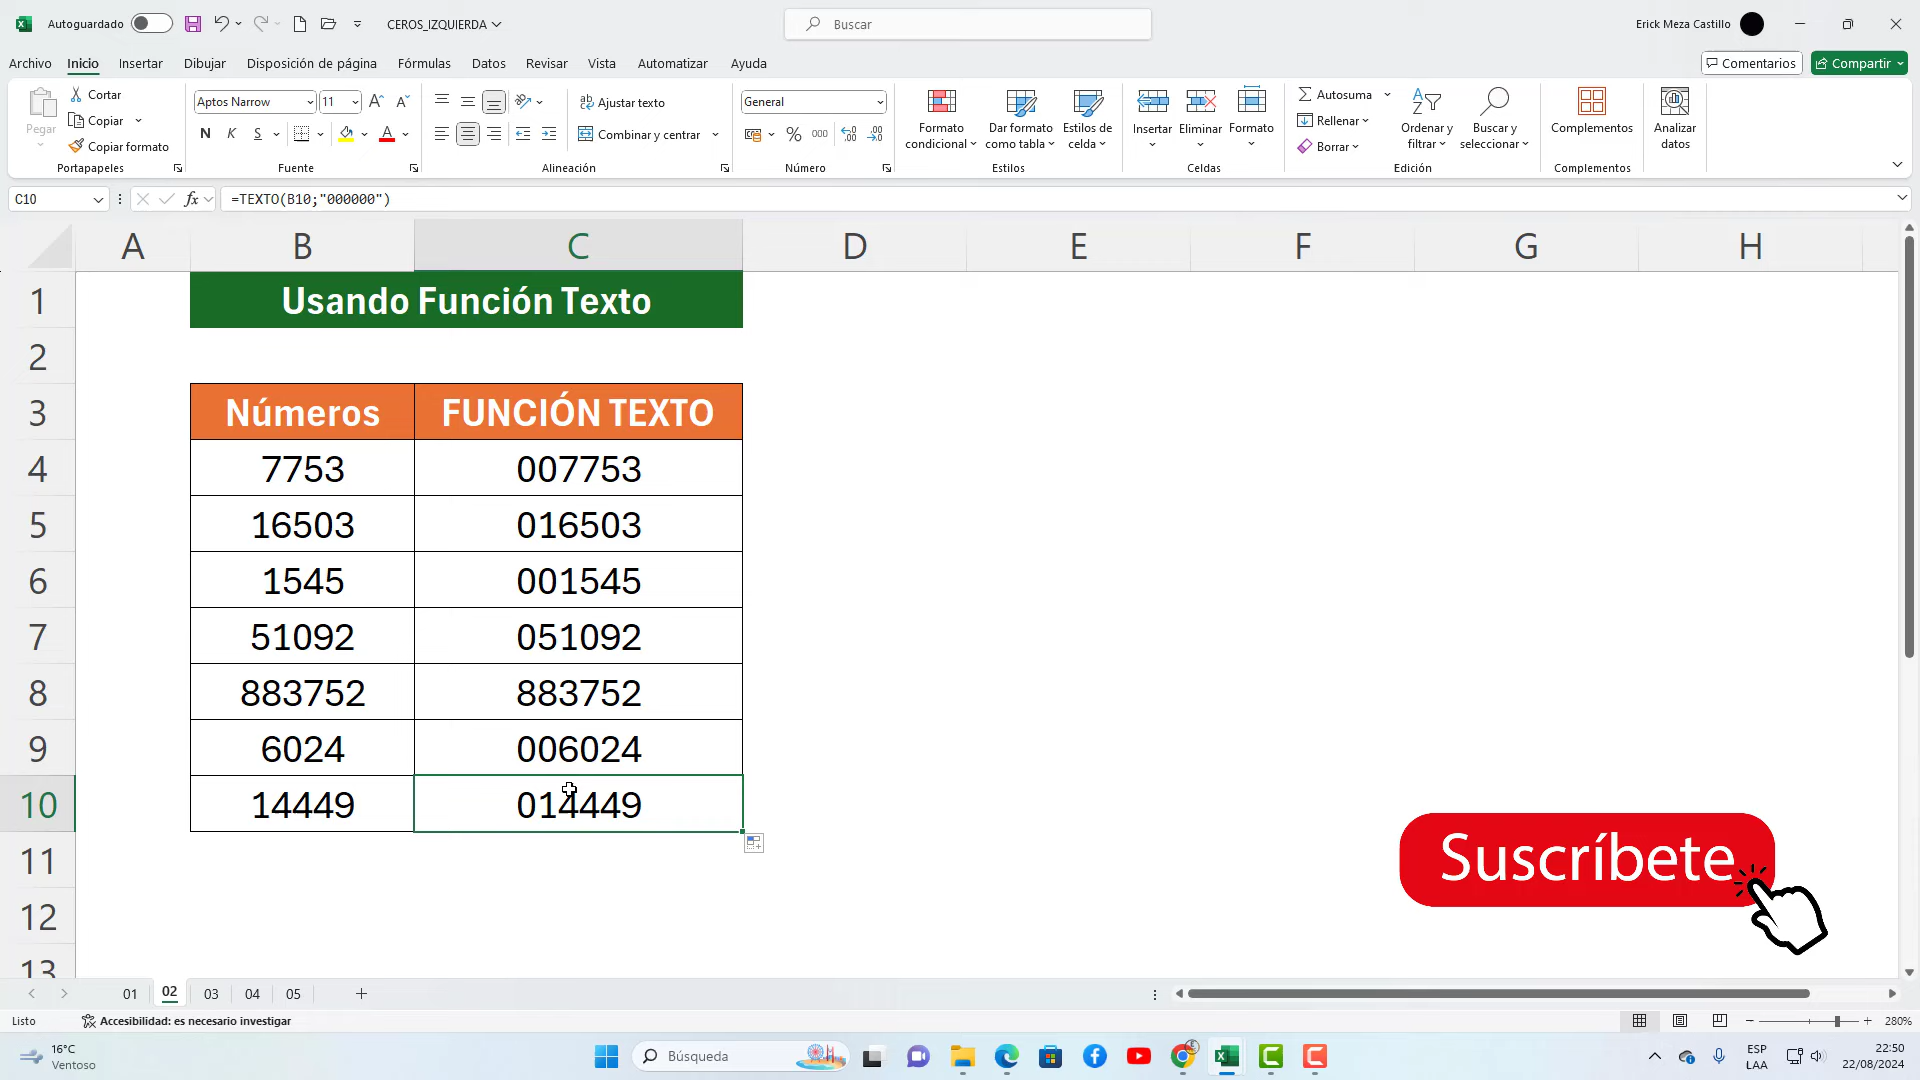 Autoguardado
CEROS_IZQUIERDA
Buscar
Erick Meza Castillo
Archivo Inicio Insertar Dibujar Disposición de página Fórmulas Datos Revisar Vista Automatizar Ayuda
Comentarios Compartir
Pegar
Cortar
Copiar
Copiar formato
Portapapeles
Aptos Narrow 11
N K S
Fuente
Ajustar texto
Combinar y centrar
Alineación
General
% 000
Número
Formato condicional
Dar formato como tabla
Estilos de celda
Estilos
Insertar Eliminar Formato
Celdas
Autosuma
Rellenar
Borrar
Ordenar y filtrar
Buscar y seleccionar
Edición
Complementos
Complementos
Analizar datos
C10 fx =TEXTO(B10;"000000")
A B C D E F G H
1 Usando Función Texto
2
3 Números FUNCIÓN TEXTO
4 7753 007753
5 16503 016503
6 1545 001545
7 51092 051092
8 883752 883752
9 6024 006024
10 14449 014449
11
12
13
Suscríbete
01 02 03 04 05
Listo Accesibilidad: es necesario investigar 280%
16°C
Ventoso
Búsqueda
ESP
LAA
22:50
22/08/2024